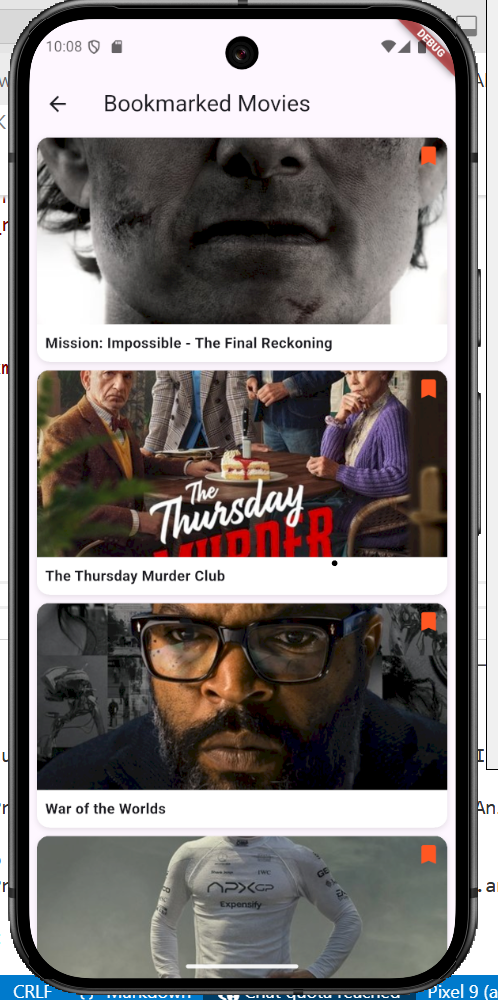 10:08
DEBUG
Bookmarked Movies
Mission: Impossible - The Final Reckoning
The
Thursday
MURDER
The Thursday Murder Club
War of the Worlds
IWC
APXGP
Expensify
CRLF
Markdown
Chat quota reached
Pixel 9 (a